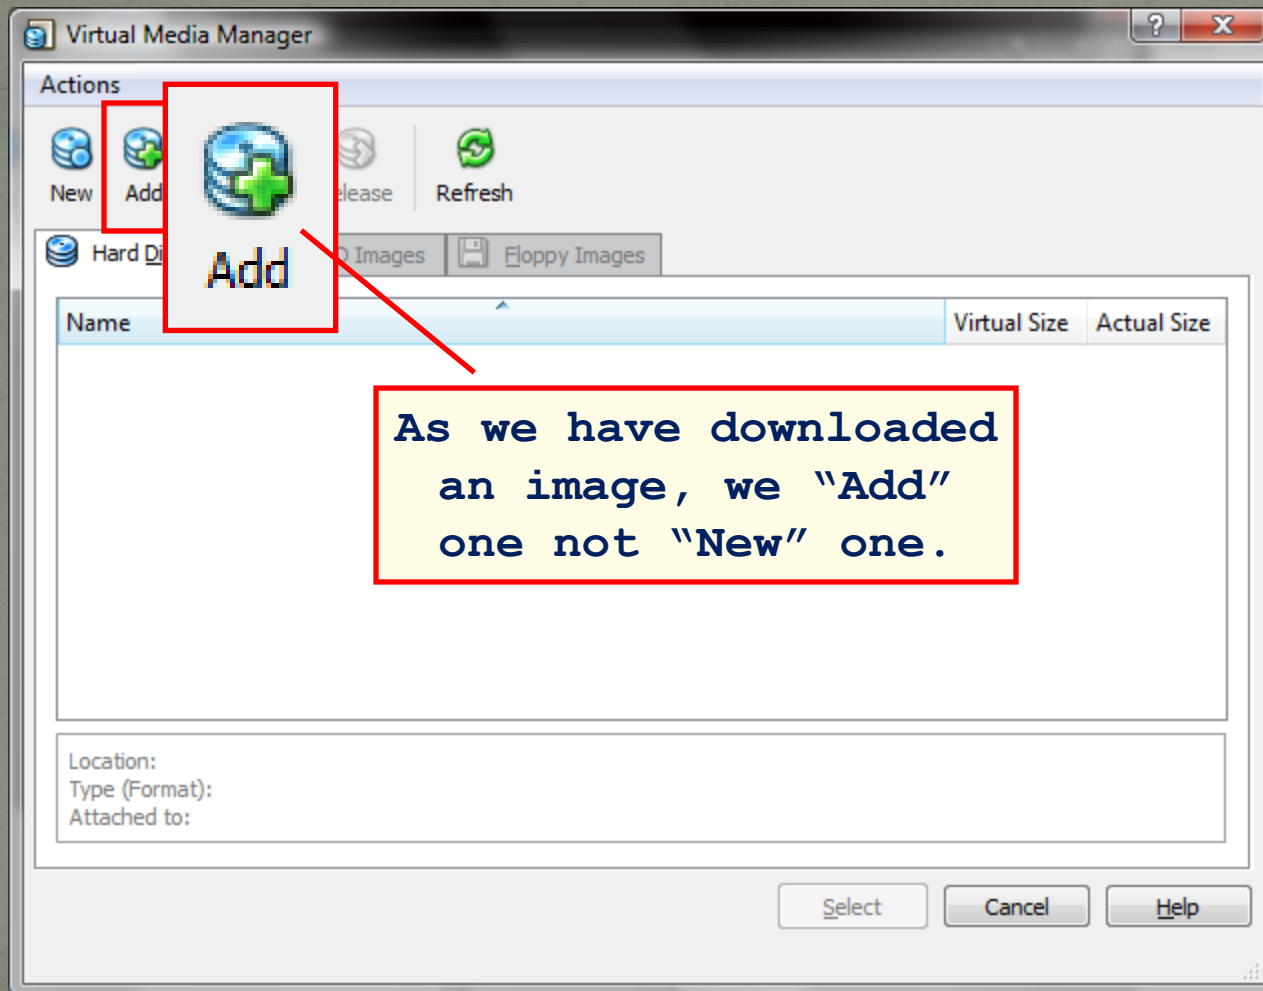 Virtual Media Manager
Actions
New Add Add elease Refresh
Hard Di Images Floppy Images
Name Virtual Size Actual Size
As we have downloaded
an image, we “Add”
one not “New” one.
Location:
Type (Format):
Attached to:
Select Cancel Help